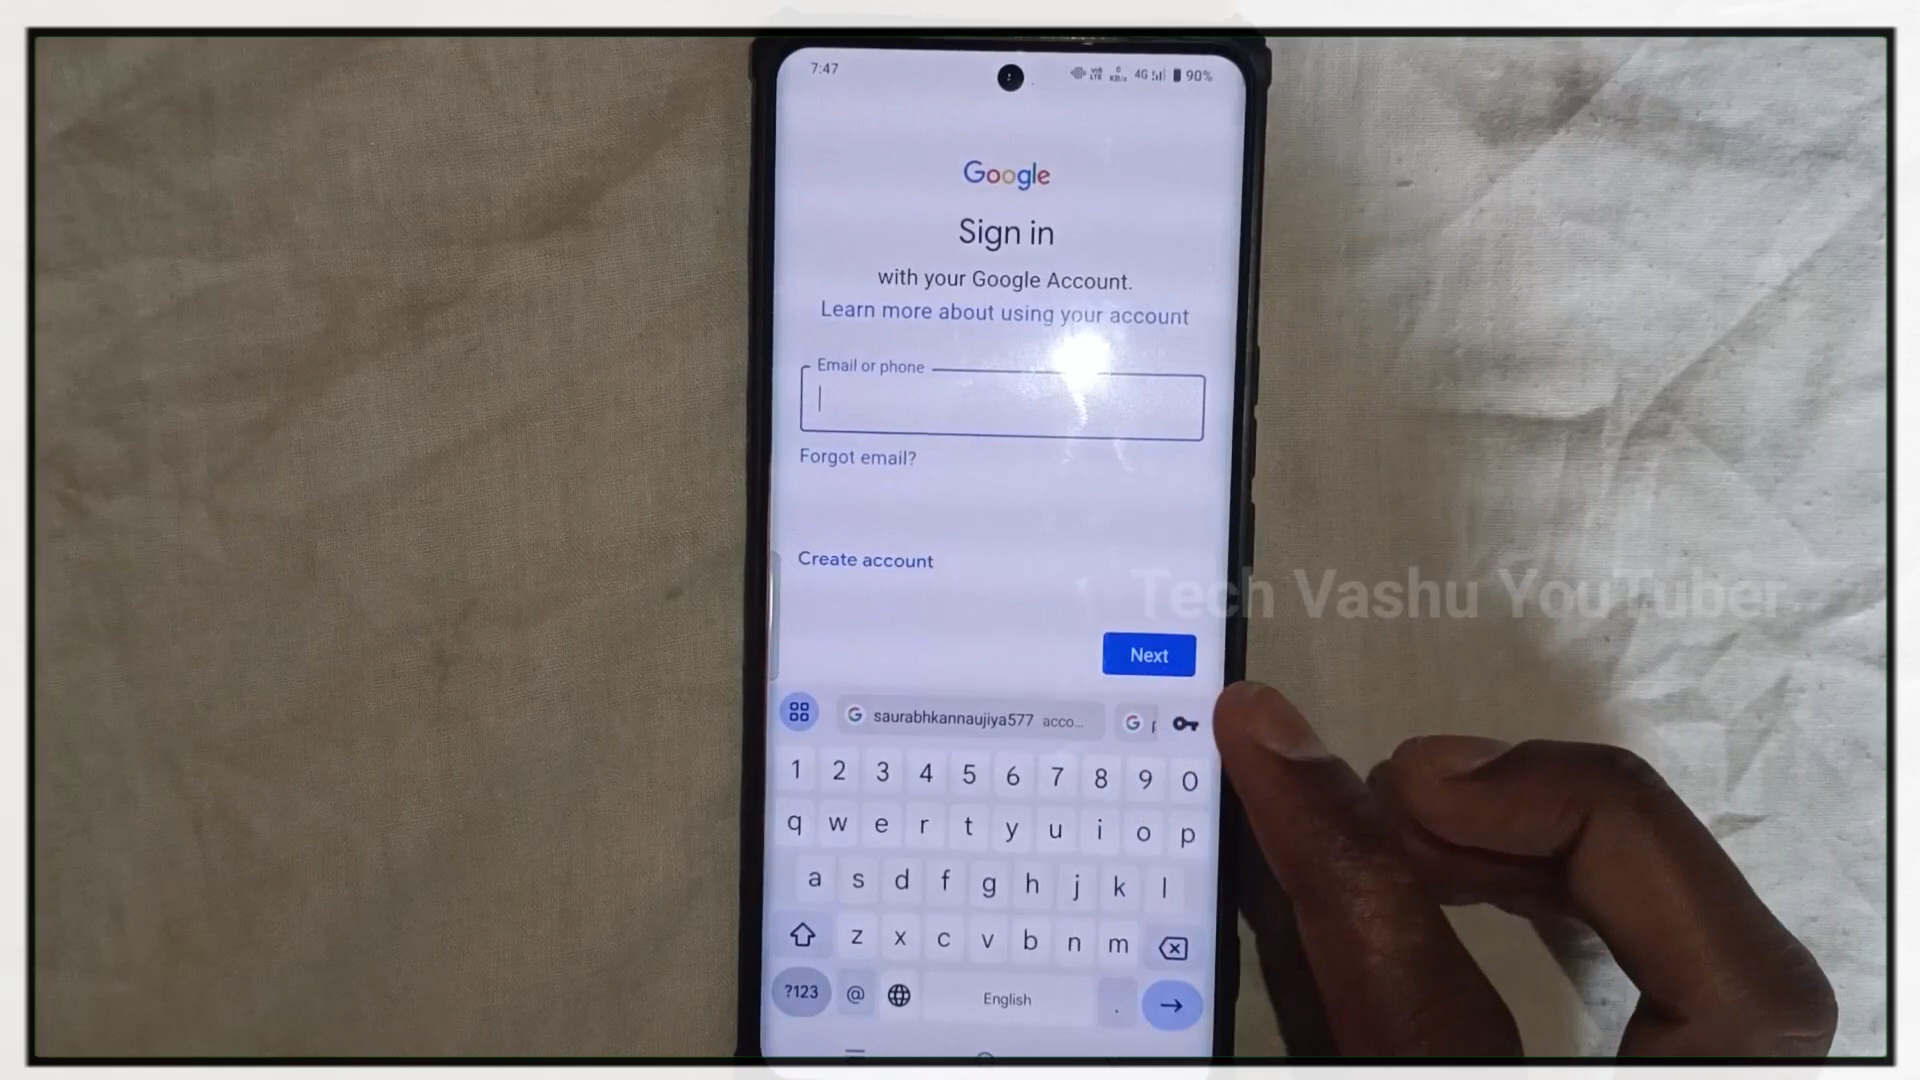 7:47
4G 90%
Google
Sign in
with your Google Account.
Learn more about using your account
Email or phone
Forgot email?
Create account
Tech Vashu YouTuber
Next
saurabhkannaujiya577 acco...
1 2 3 4 5 6 7 8 9 0
q w e r t y u i o p
a s d f g h j k l
z x c v b n m
?123 @ English .